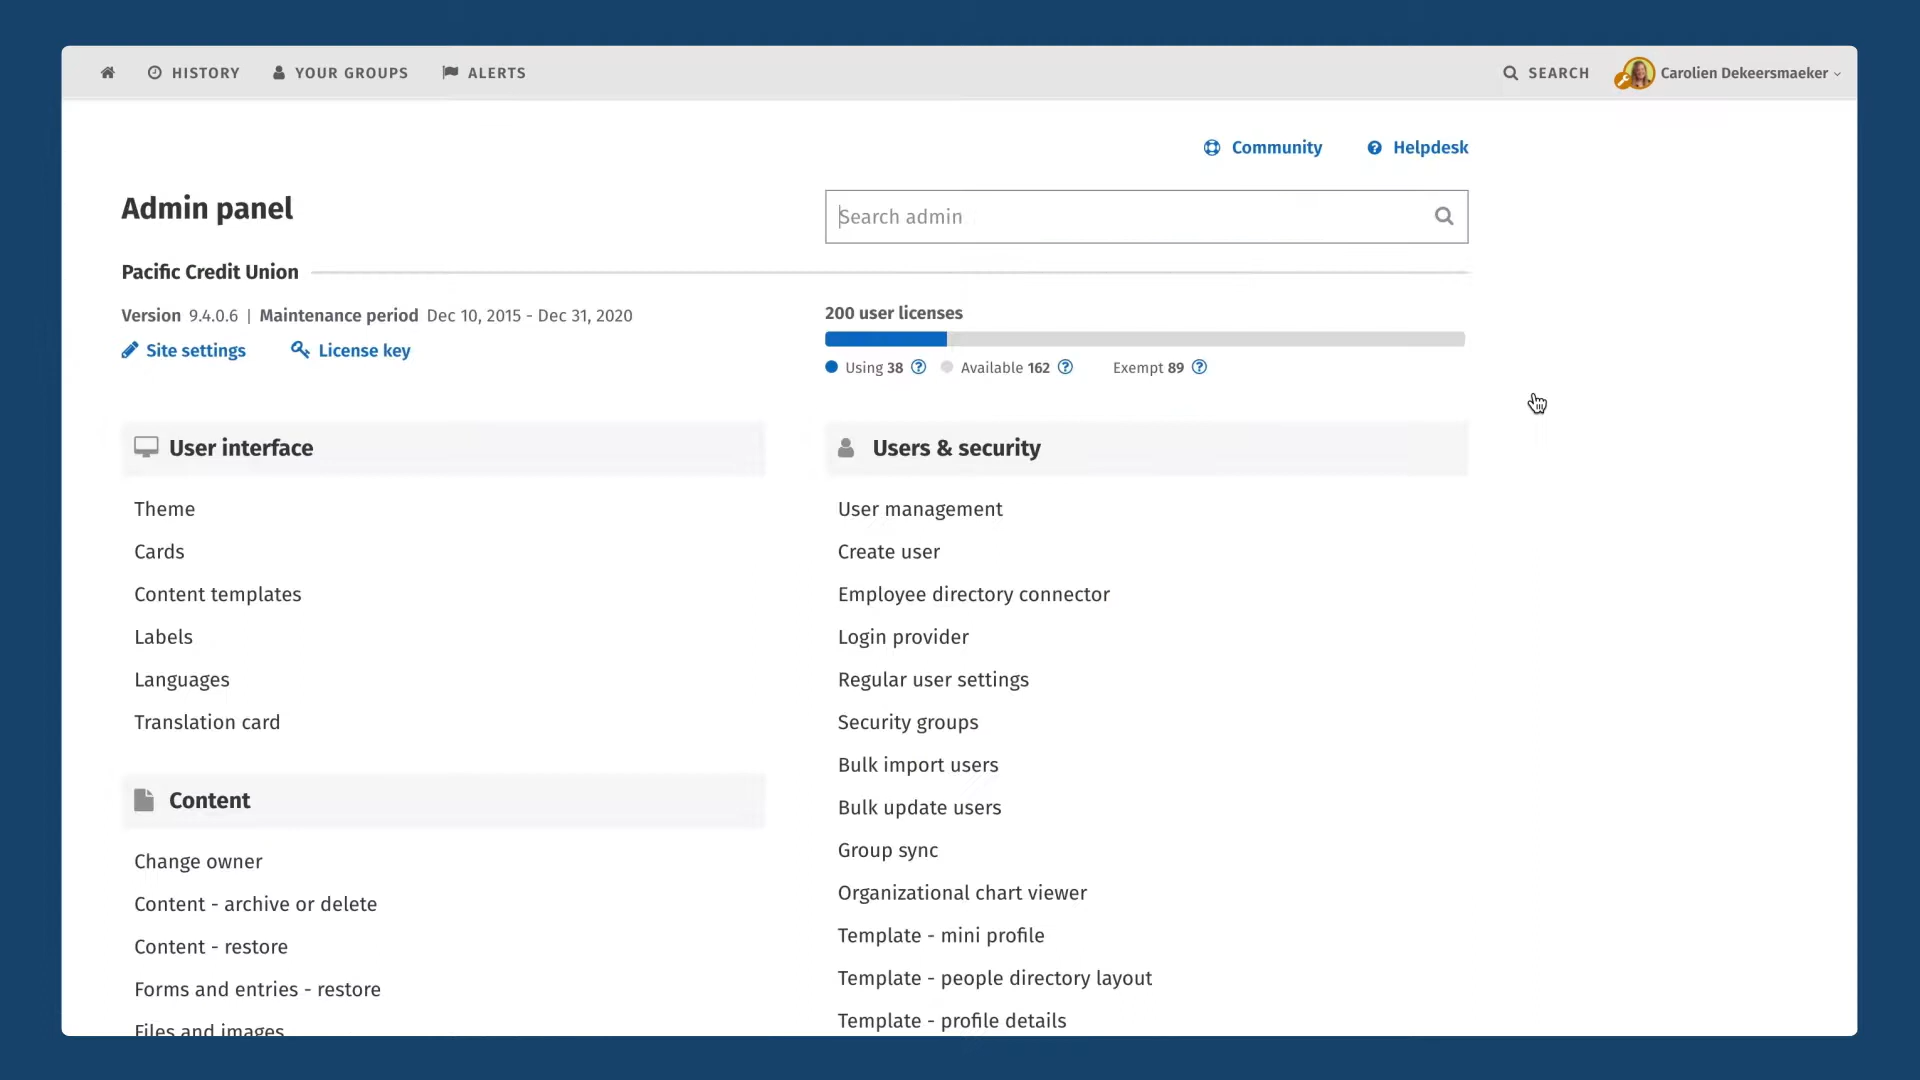 HISTORY YOUR GROUPS ALERTS SEARCH Carolien Dekeersmaeker
Community Helpdesk
Admin panel
Search admin
Pacific Credit Union
Version 9.4.0.6 | Maintenance period Dec 10, 2015 - Dec 31, 2020
Site settings License key
200 user licenses
Using 38 Available 162 Exempt 89
User interface
Theme
Cards
Content templates
Labels
Languages
Translation card
Content
Change owner
Content - archive or delete
Content - restore
Forms and entries - restore
Files and images
Users & security
User management
Create user
Employee directory connector
Login provider
Regular user settings
Security groups
Bulk import users
Bulk update users
Group sync
Organizational chart viewer
Template - mini profile
Template - people directory layout
Template - profile details